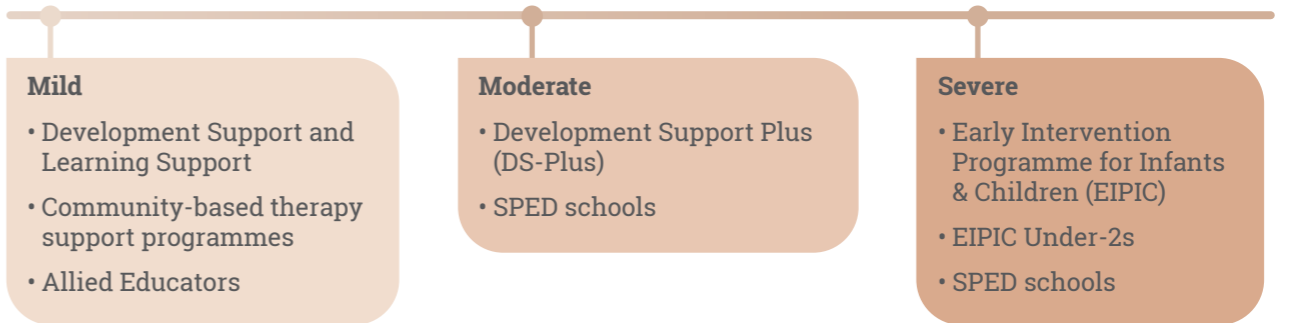 Mild
• Development Support and
Learning Support
• Community-based therapy
support programmes
• Allied Educators
Moderate
• Development Support Plus
(DS-Plus)
• SPED schools
Severe
• Early Intervention
Programme for Infants
& Children (EIPIC)
• EIPIC Under-2s
• SPED schools